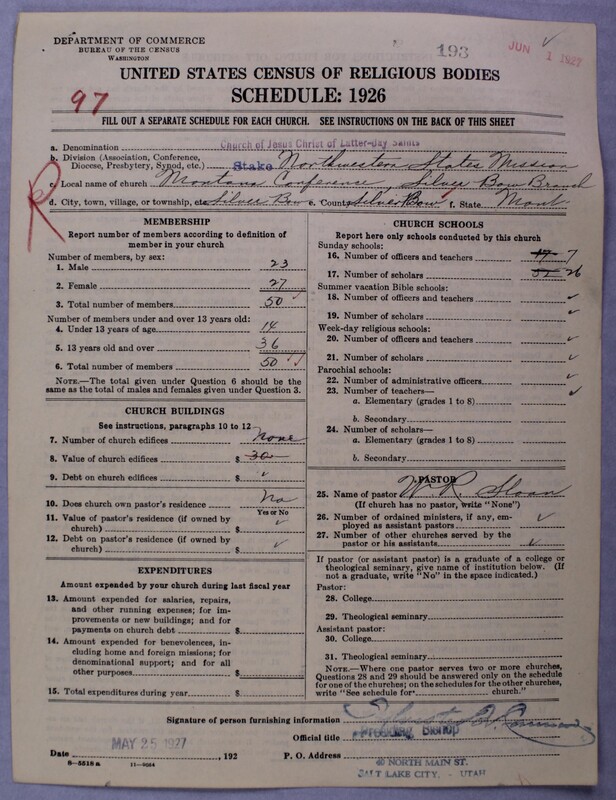 DEPARTMENT OF COMMERCE
BUREAU OF THE CENSUS
WASHINGTON
193
JUN 1 1927
UNITED STATES CENSUS OF RELIGIOUS BODIES
SCHEDULE: 1926
97
FILL OUT A SEPARATE SCHEDULE FOR EACH CHURCH. SEE INSTRUCTIONS ON THE BACK OF THIS SHEET
a. Denomination Church of Jesus Christ of Latter-day Saints
b. Division (Association, Conference, Diocese, Presbytery, Synod, etc.) Stake Northwestern States Mission
c. Local name of church Montana Conference Silver Bow Branch
d. City, town, village, or township, etc Silver Bow e. County Silver Bow f. State Mont
R
MEMBERSHIP
Report number of members according to definition of member in your church
Number of members, by sex:
1. Male 23
2. Female 27
3. Total number of members 50
Number of members under and over 13 years old:
4. Under 13 years of age 14
5. 13 years old and over 36
6. Total number of members 50 ✓
NOTE.—The total given under Question 6 should be the same as the total of males and females given under Question 3.
CHURCH BUILDINGS
See instructions, paragraphs 10 to 12
7. Number of church edifices None
8. Value of church edifices $ 300
9. Debt on church edifices $ ✓
10. Does church own pastor's residence No
Yes or No
11. Value of pastor's residence (if owned by church) $ ✓
12. Debt on pastor's residence (if owned by church) $ ✓
EXPENDITURES
Amount expended by your church during last fiscal year
13. Amount expended for salaries, repairs, and other running expenses; for improvements or new buildings; and for payments on church debt $
14. Amount expended for benevolences, including home and foreign missions; for denominational support; and for all other purposes $
15. Total expenditures during year $
CHURCH SCHOOLS
Report here only schools conducted by this church
Sunday schools:
16. Number of officers and teachers 7
17. Number of scholars 26
Summer vacation Bible schools:
18. Number of officers and teachers ✓
19. Number of scholars ✓
Week-day religious schools:
20. Number of officers and teachers ✓
21. Number of scholars ✓
Parochial schools:
22. Number of administrative officers ✓
23. Number of teachers— ✓
a. Elementary (grades 1 to 8)
b. Secondary
24. Number of scholars—
a. Elementary (grades 1 to 8)
b. Secondary
PASTOR
25. Name of pastor W. R. Sloan
(If church has no pastor, write "None")
26. Number of ordained ministers, if any, employed as assistant pastors ✓
27. Number of other churches served by the pastor or his assistants ✓
If pastor (or assistant pastor) is a graduate of a college or theological seminary, give name of institution below. (If not a graduate, write "No" in the space indicated.)
Pastor:
28. College
29. Theological seminary
Assistant pastor:
30. College
31. Theological seminary
NOTE.—Where one pastor serves two or more churches, Questions 28 and 29 should be answered only on the schedule for one of the churches; on the schedules for the other churches, write "See schedule for church."
Signature of person furnishing information
Official title Presiding Bishop
Date MAY 25 1927, 192 P. O. Address 40 NORTH MAIN ST.
SALT LAKE CITY, - UTAH
8—5518 a 11—9084